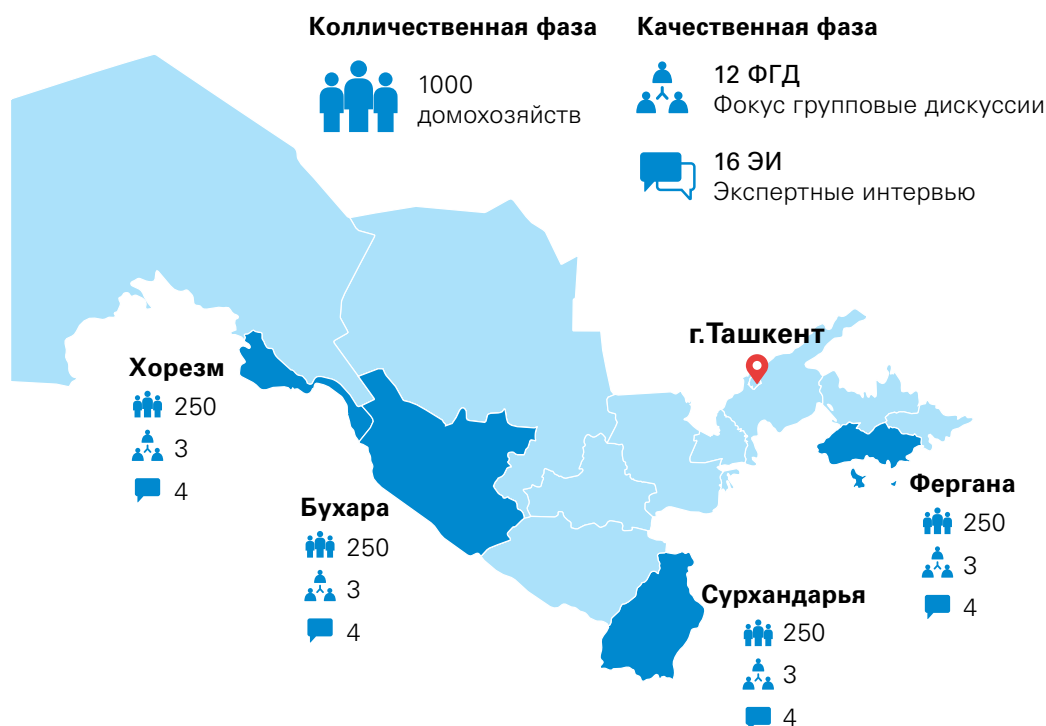 Колличественная фаза
1000
домохозяйств
Качественная фаза
12 ФГД
Фокус групповые дискуссии
16 ЭИ
Экспертные интервью
г.Ташкент
Хорезм
250
3
4
Бухара
250
3
4
Сурхандарья
250
3
4
Фергана
250
3
4